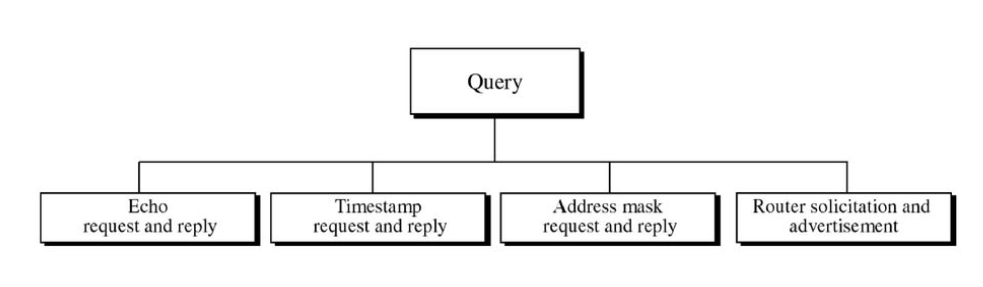 Query
Echo
request and reply
Timestamp
request and reply
Address mask
request and reply
Router solicitation and
advertisement